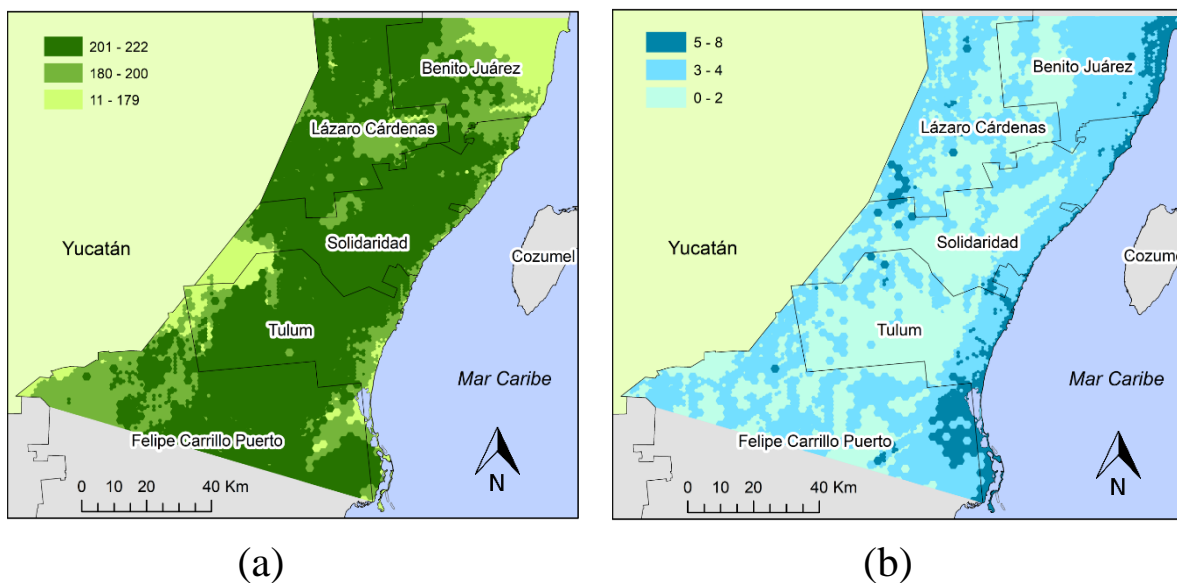 201 - 222
180 - 200
11 - 179
Benito Juárez
Lázaro Cárdenas
Yucatán
Solidaridad
Cozumel
Tulum
Mar Caribe
Felipe Carrillo Puerto
0 10 20 40 Km
N
(a)
5 - 8
3 - 4
0 - 2
Benito Juárez
Lázaro Cárdenas
Yucatán
Solidaridad
Cozume
Tulum
Mar Caribe
Felipe Carrillo Puerto
0 10 20 40 Km
N
(b)